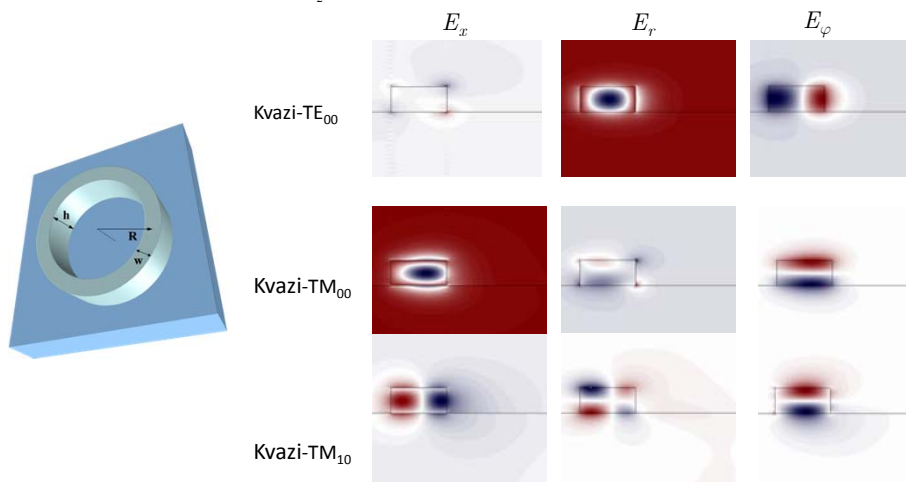 E_x E_r E_φ
Kvazi-TE₀₀
h
R
w
Kvazi-TM₀₀
Kvazi-TM₁₀